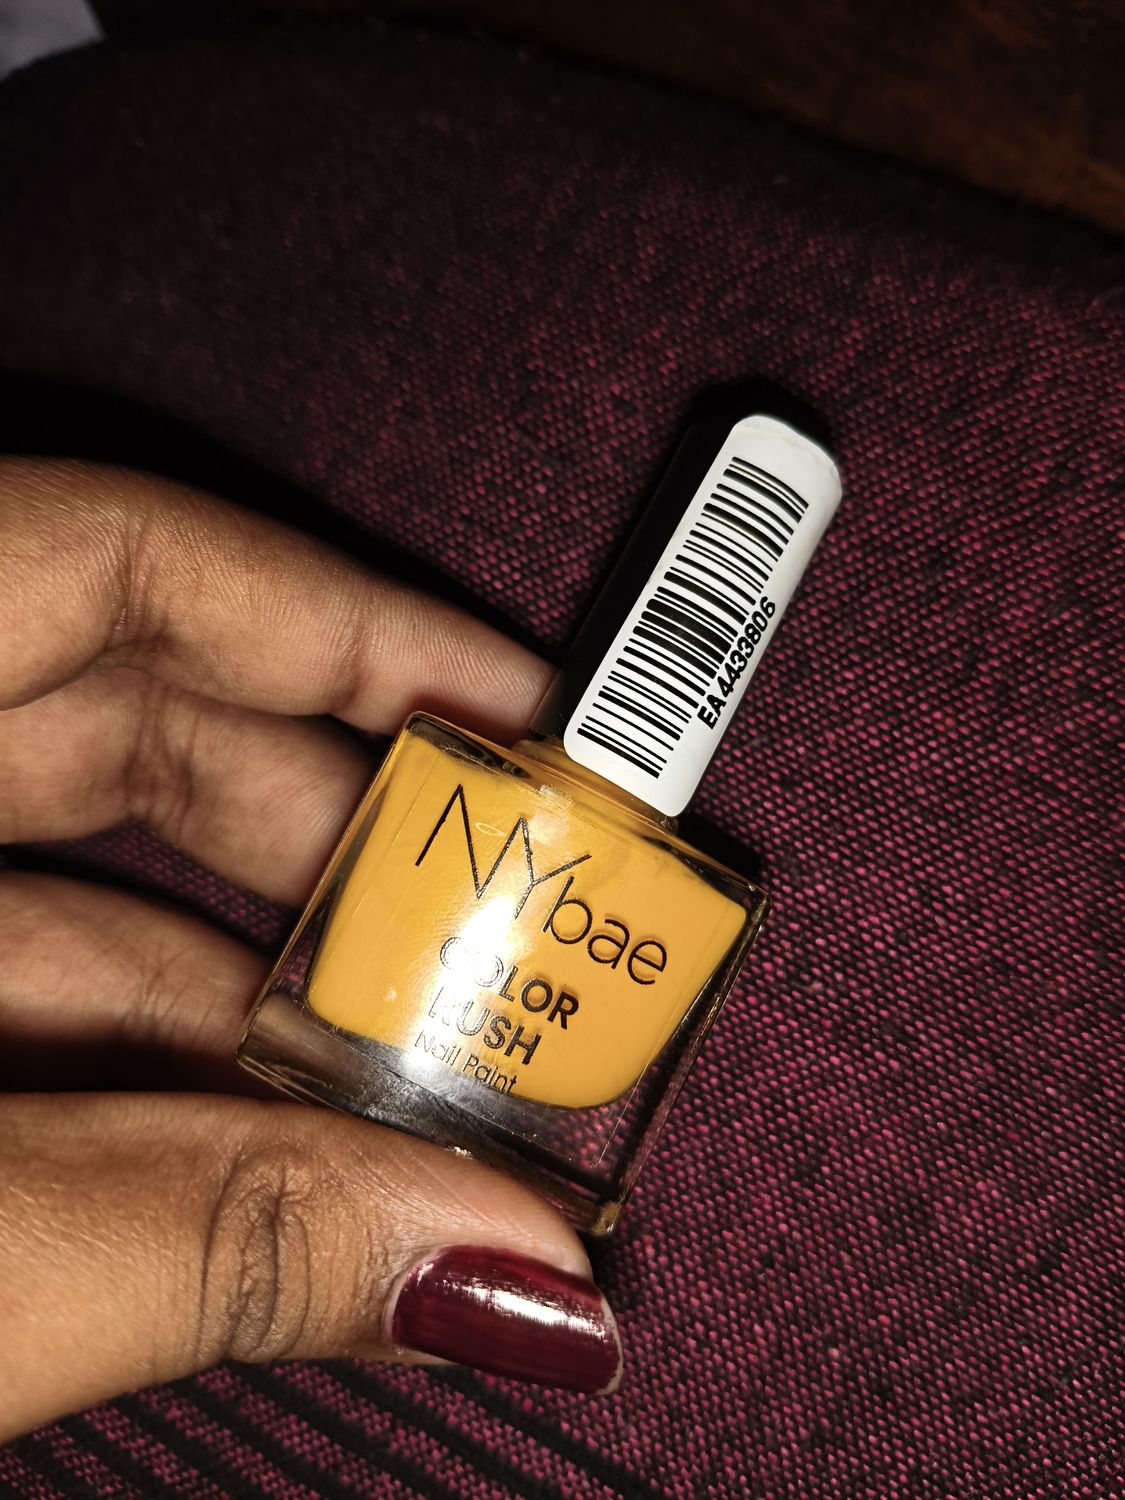 EA4433806
NYbae
COLOR
RUSH
Nail Paint